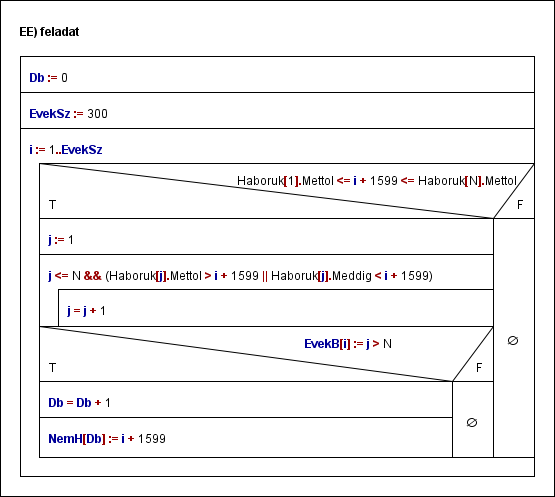 EE) feladat
Db := 0
EvekSz := 300
i := 1..EvekSz
Haboruk[1].Mettol <= i + 1599 <= Haboruk[N].Mettol
T F
j := 1
j <= N && (Haboruk[j].Mettol > i + 1599 || Haboruk[j].Meddig < i + 1599)
j = j + 1
EvekB[i] := j > N
∅
T F
Db = Db + 1
∅
NemH[Db] := i + 1599